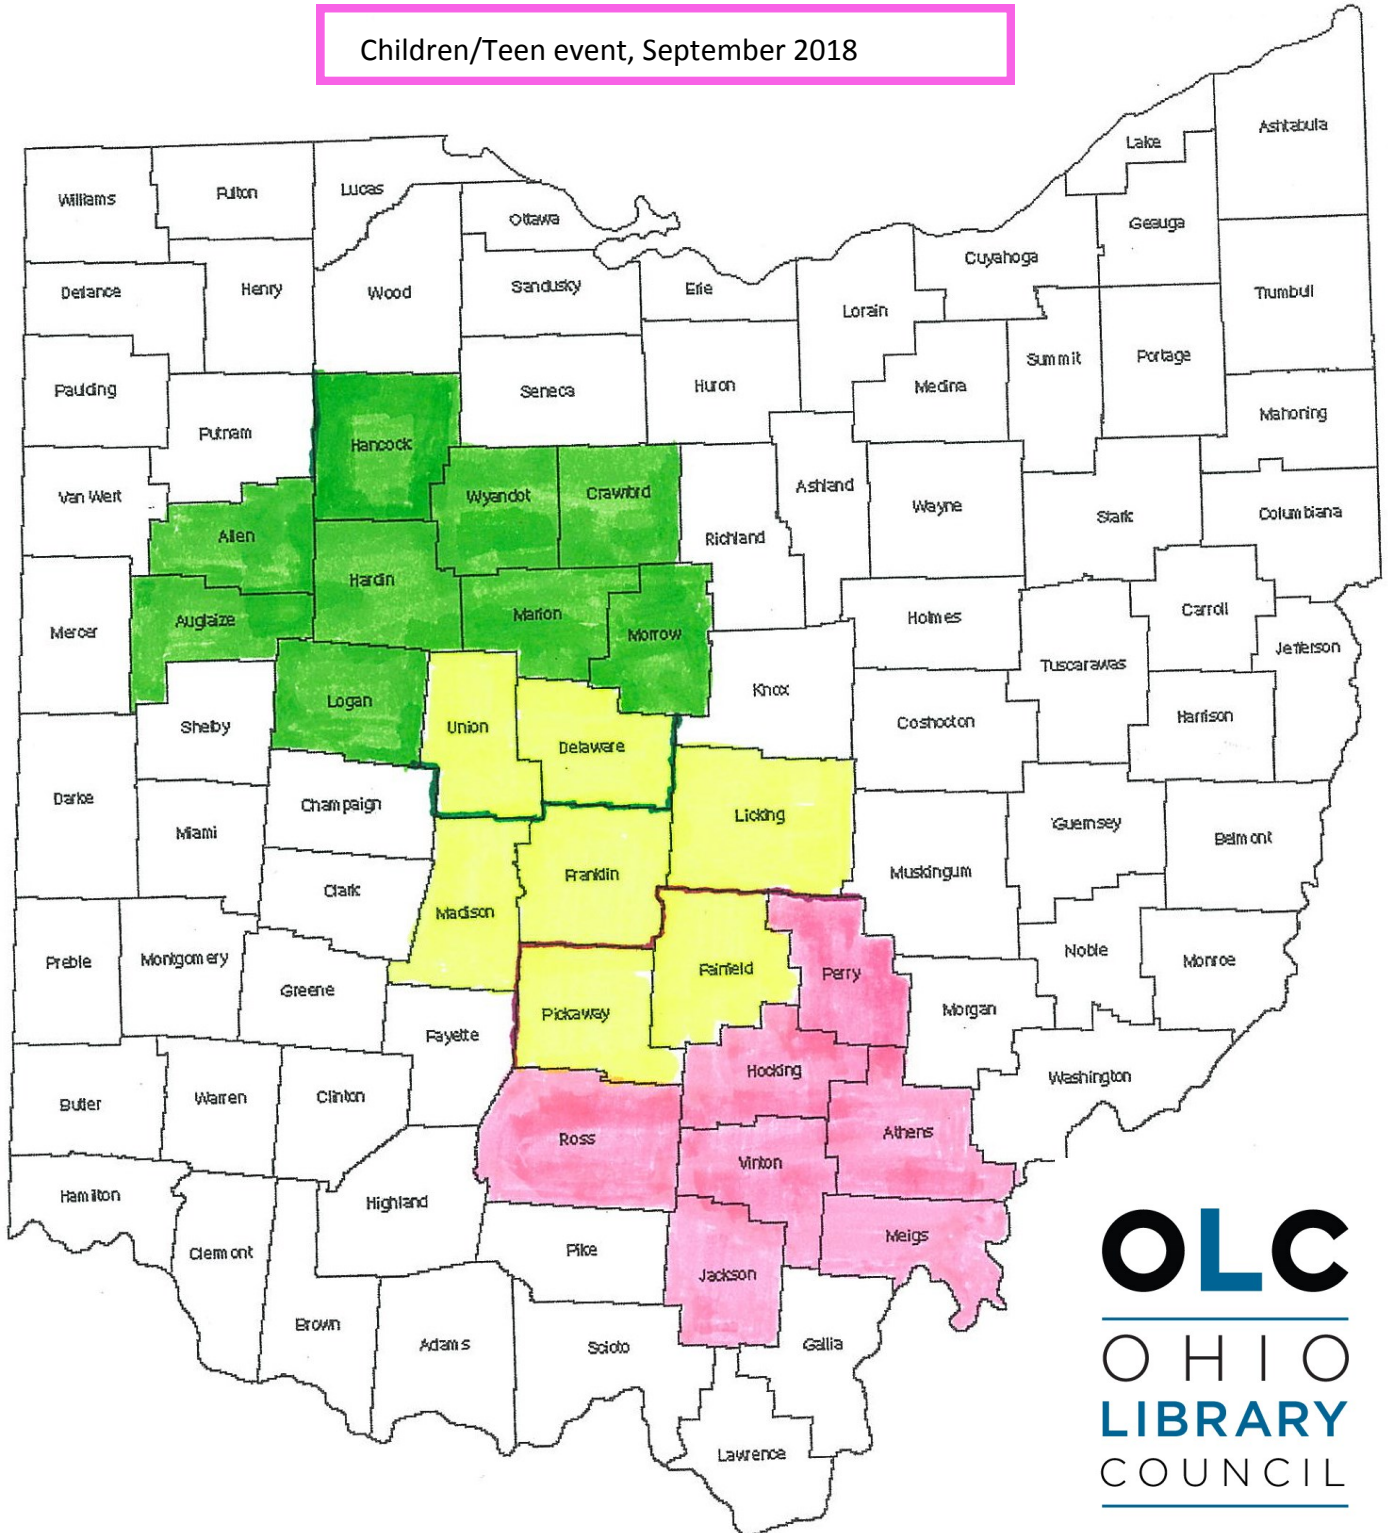 Children/Teen event, September 2018
Ashtabula
Lake
Williams
Fulton
Lucas
Ottawa
Geauga
Cuyahoga
Defiance
Henry
Wood
Sandusky
Erie
Lorain
Trumbull
Paulding
Seneca
Huron
Medina
Summit
Portage
Mahoning
Putnam
Hancock
Van Wert
Wyandot
Crawford
Ashland
Wayne
Stark
Columbiana
Allen
Richland
Hardin
Mercer
Auglaize
Marion
Morrow
Holmes
Carroll
Jefferson
Tuscarawas
Logan
Knox
Shelby
Union
Delaware
Coshocton
Harrison
Darke
Champaign
Miami
Licking
Guernsey
Belmont
Clark
Franklin
Muskingum
Madison
Preble
Montgomery
Greene
Fairfield
Perry
Noble
Monroe
Fayette
Pickaway
Morgan
Hocking
Washington
Butler
Warren
Clinton
Ross
Vinton
Athens
Hamilton
Highland
Clermont
Pike
Jackson
Meigs
Brown
Adams
Scioto
Gallia
Lawrence
OLC
OHIO
LIBRARY
COUNCIL